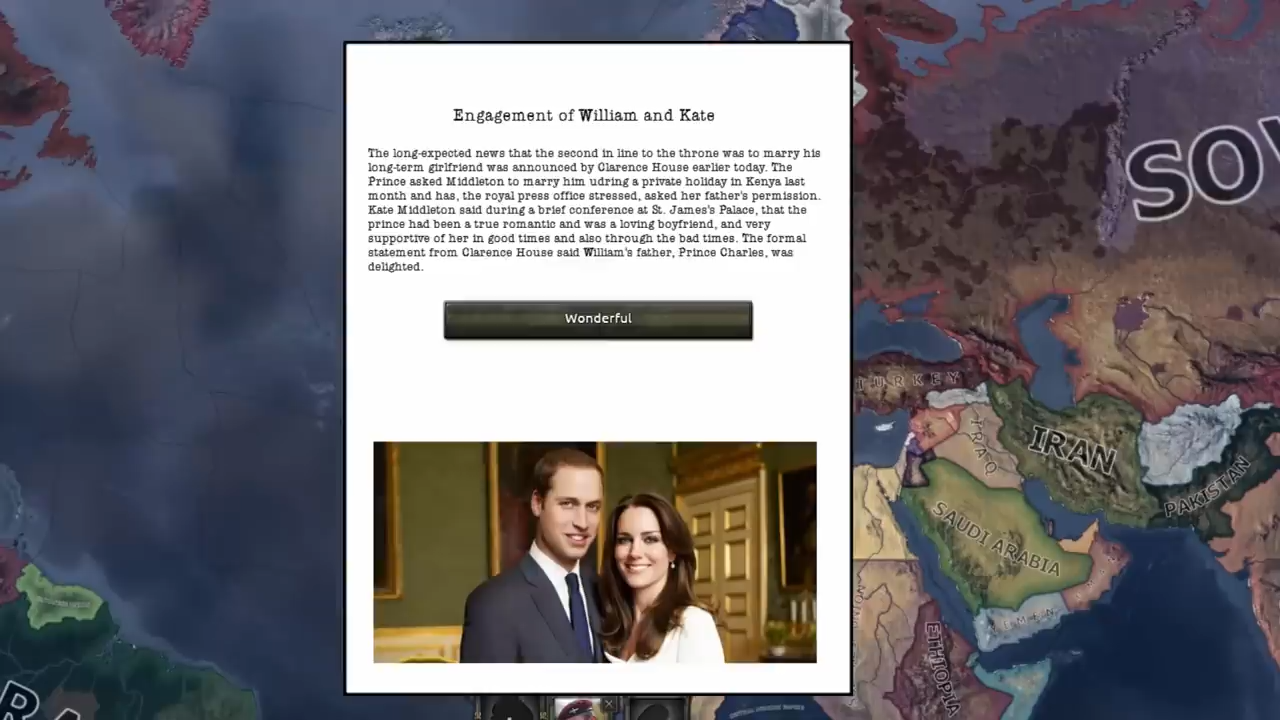 Engagement of William and Kate
The long-expected news that the second in line to the throne was to marry his
long-term girlfriend was announced by Clarence House earlier today. The
Prince asked Middleton to marry him udring a private holiday in Kenya last
month and has, the royal press office stressed, asked her father's permission.
Kate Middleton said during a brief conference at St. James's Palace, that the
prince had been a true romantic and was a loving boyfriend, and very
supportive of her in good times and also through the bad times. The formal
statement from Clarence House said William's father, Prince Charles, was
delighted.
Wonderful
SOV
TURKEY
IRAQ
IRAN
PAKISTAN
SAUDI ARABIA
YEMEN
ETHIOPIA